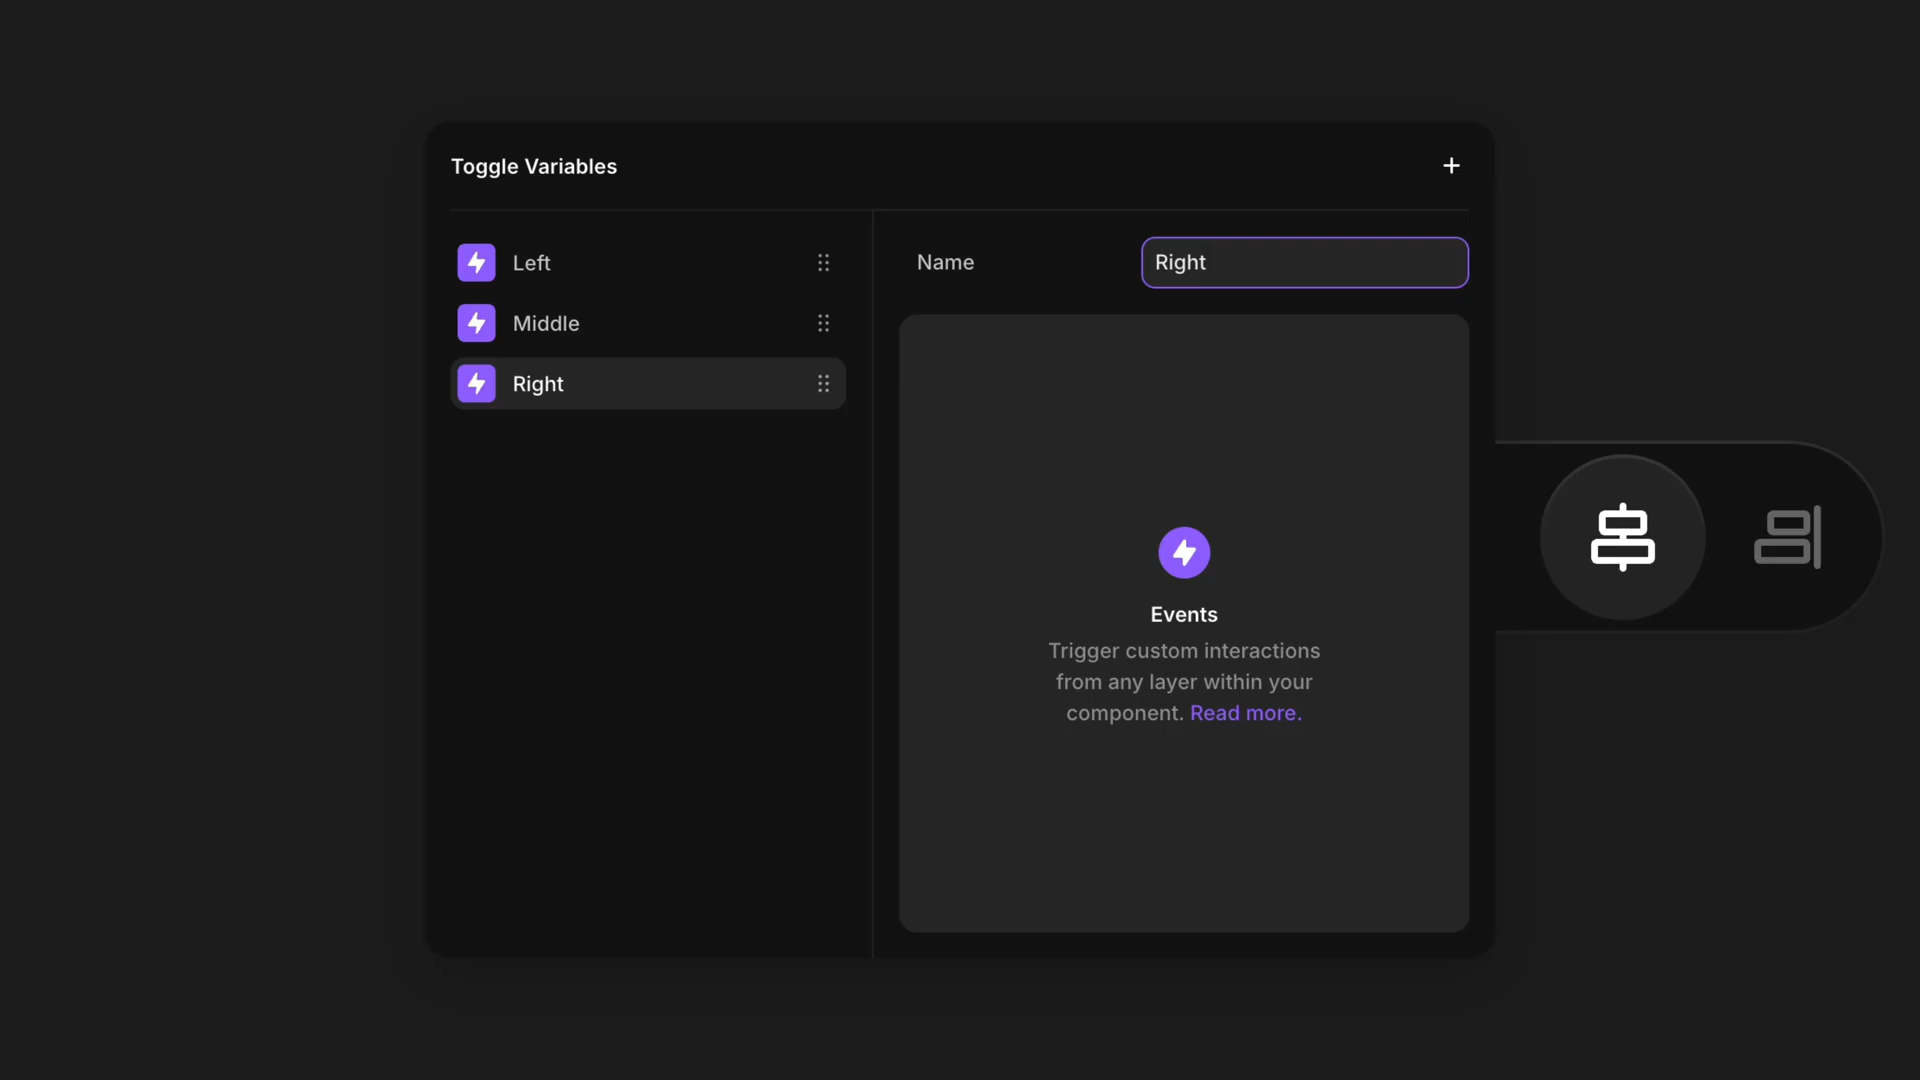 Toggle Variables
Left
Middle
Right
Name
Right
Events
Trigger custom interactions
from any layer within your
component. Read more.